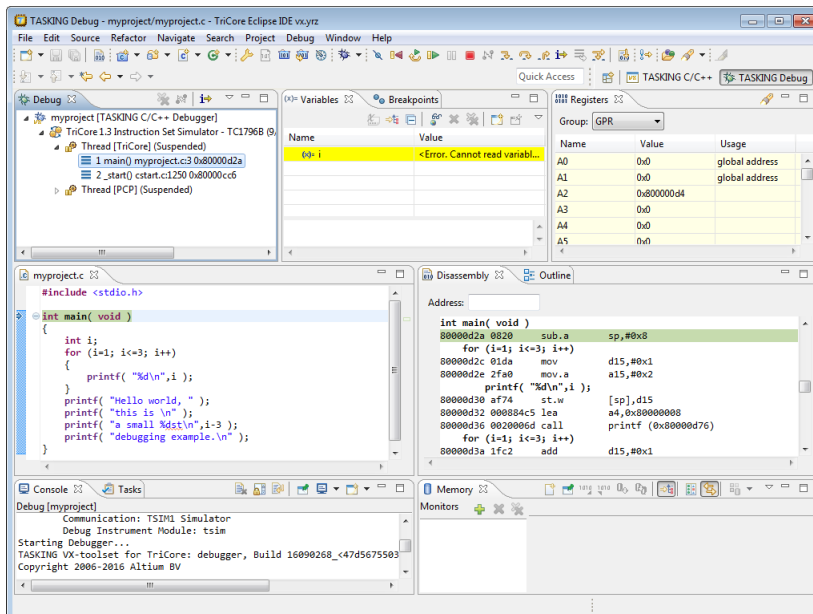 TASKING Debug - myproject/myproject.c - TriCore Eclipse IDE vx.yrz
File Edit Source Refactor Navigate Search Project Debug Window Help
Quick Access TASKING C/C++ TASKING Debug
Debug
myproject [TASKING C/C++ Debugger]
TriCore 1.3 Instruction Set Simulator - TC1796B (9/
Thread [TriCore] (Suspended)
1 main() myproject.c:3 0x80000d2a
2 _start() cstart.c:1250 0x80000cc6
Thread [PCP] (Suspended)
(x)= Variables Breakpoints
Name Value
(x)= i <Error. Cannot read variabl...
Registers
Group: GPR
Name Value Usage
A0 0x0 global address
A1 0x0 global address
A2 0x800000d4
A3 0x0
A4 0x0
A5 0x0
myproject.c
#include <stdio.h>
int main( void )
{
int i;
for (i=1; i<=3; i++)
{
printf( "%d\n",i );
}
printf( "Hello world, " );
printf( "this is \n" );
printf( "a small %dst\n",i-3 );
printf( "debugging example.\n" );
}
Disassembly Outline
Address:
int main( void )
80000d2a 0820 sub.a sp,#0x8
for (i=1; i<=3; i++)
80000d2c 01da mov d15,#0x1
80000d2e 2fa0 mov.a a15,#0x2
printf( "%d\n",i );
80000d30 af74 st.w [sp],d15
80000d32 000884c5 lea a4,0x80000008
80000d36 0020006d call printf (0x80000d76)
for (i=1; i<=3; i++)
80000d3a 1fc2 add d15,#0x1
Console Tasks
Debug [myproject]
Communication: TSIM1 Simulator
Debug Instrument Module: tsim
Starting Debugger...
TASKING VX-toolset for TriCore: debugger, Build 16090268_<47d5675503
Copyright 2006-2016 Altium BV
Memory
Monitors